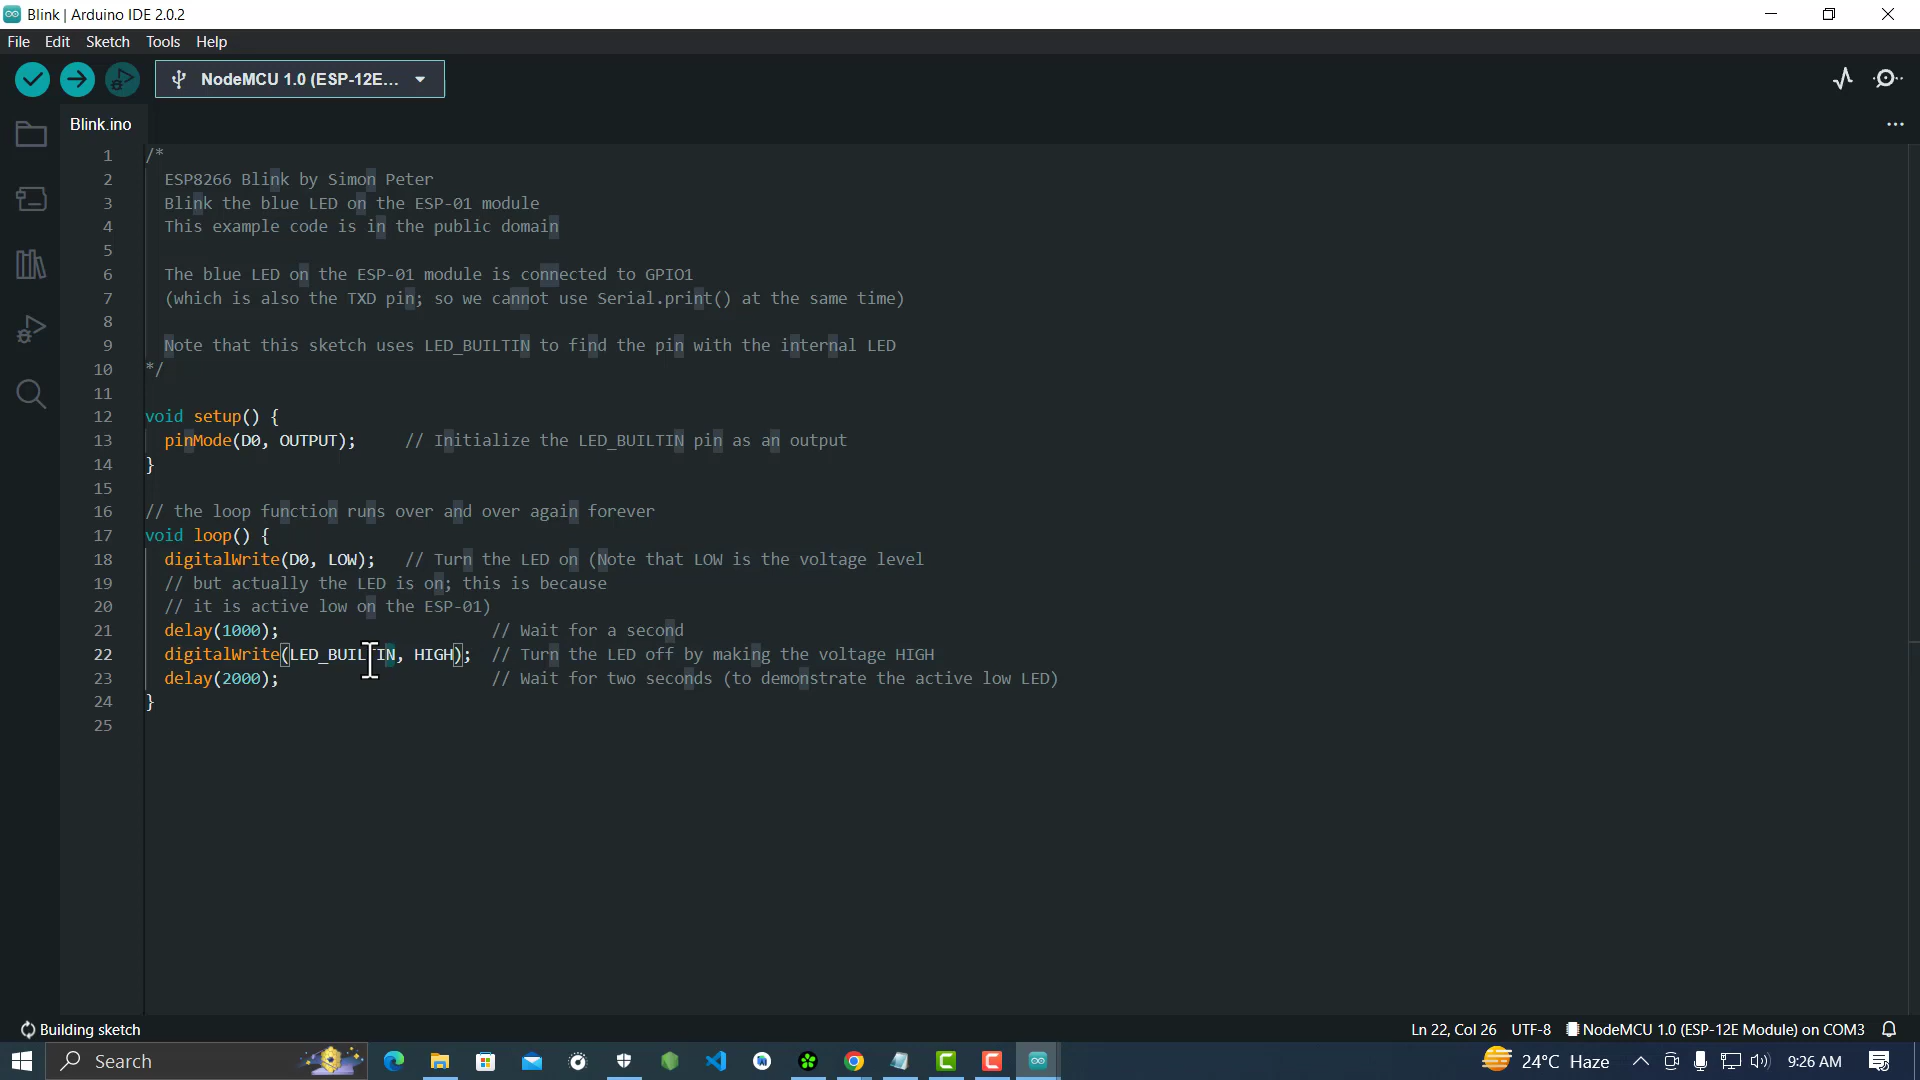 Blink | Arduino IDE 2.0.2
File Edit Sketch Tools Help
NodeMCU 1.0 (ESP-12E...
Blink.ino
1 /*
2 ESP8266 Blink by Simon Peter
3 Blink the blue LED on the ESP-01 module
4 This example code is in the public domain
5
6 The blue LED on the ESP-01 module is connected to GPIO1
7 (which is also the TXD pin; so we cannot use Serial.print() at the same time)
8
9 Note that this sketch uses LED_BUILTIN to find the pin with the internal LED
10 */
11
12 void setup() {
13 pinMode(D0, OUTPUT); // Initialize the LED_BUILTIN pin as an output
14 }
15
16 // the loop function runs over and over again forever
17 void loop() {
18 digitalWrite(D0, LOW); // Turn the LED on (Note that LOW is the voltage level
19 // but actually the LED is on; this is because
20 // it is active low on the ESP-01)
21 delay(1000); // Wait for a second
22 digitalWrite(LED_BUILTIN, HIGH); // Turn the LED off by making the voltage HIGH
23 delay(2000); // Wait for two seconds (to demonstrate the active low LED)
24 }
25
Building sketch Ln 22, Col 26 UTF-8 NodeMCU 1.0 (ESP-12E Module) on COM3
Search 24°C Haze 9:26 AM